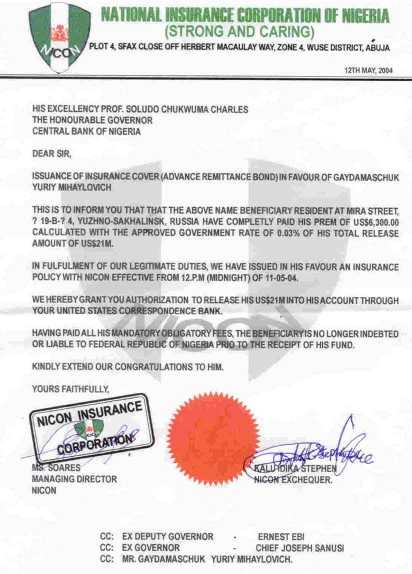 NATIONAL INSURANCE CORPORATION OF NIGERIA
(STRONG AND CARING)
PLOT 4, SFAX CLOSE OFF HERBERT MACAULAY WAY, ZONE 4, WUSE DISTRICT, ABUJA
NICON
12TH MAY, 2004
HIS EXCELLENCY PROF. SOLUDO CHUKWUMA CHARLES
THE HONOURABLE GOVERNOR
CENTRAL BANK OF NIGERIA
DEAR SIR,
ISSUANCE OF INSURANCE COVER (ADVANCE REMITTANCE BOND) IN FAVOUR OF GAYDAMASCHUK
YURIY MIHAYLOVICH
THIS IS TO INFORM YOU THAT THAT THE ABOVE NAME BENEFICIARY RESIDENT AT MIRA STREET,
? 19-B-? 4, YUZHNO-SAKHALINSK, RUSSIA HAVE COMPLETLY PAID HIS PREM OF US$6,300.00
CALCULATED WITH THE APPROVED GOVERNMENT RATE OF 0.03% OF HIS TOTAL RELEASE
AMOUNT OF US$21M.
IN FULFULMENT OF OUR LEGITIMATE DUTIES, WE HAVE ISSUED IN HIS FAVOUR AN INSURANCE
POLICY WITH NICON EFFECTIVE FROM 12.P.M (MIDNIGHT) OF 11-05-04.
WE HEREBY GRANT YOU AUTHORIZATION TO RELEASE HIS US$21M INTO HIS ACCOUNT THROUGH
YOUR UNITED STATES CORRESPONDENCE BANK.
HAVING PAID ALL HIS MANDATORY OBLIGATORY FEES, THE BENEFICIARY IS NO LONGER INDEBTED
OR LIABLE TO FEDERAL REPUBLIC OF NIGERIA PRIO TO THE RECEIPT OF HIS FUND.
NICON
KINDLY EXTEND OUR CONGRATULATIONS TO HIM.
YOURS FAITHFULLY,
NICON INSURANCE
CORPORATION
MS. SOARES
MANAGING DIRECTOR
NICON
KALU IDIKA STEPHEN
NICON EXCHEQUER.
CC: EX DEPUTY GOVERNOR - ERNEST EBI
CC: EX GOVERNOR - CHIEF JOSEPH SANUSI
CC: MR. GAYDAMASCHUK YURIY MIHAYLOVICH.